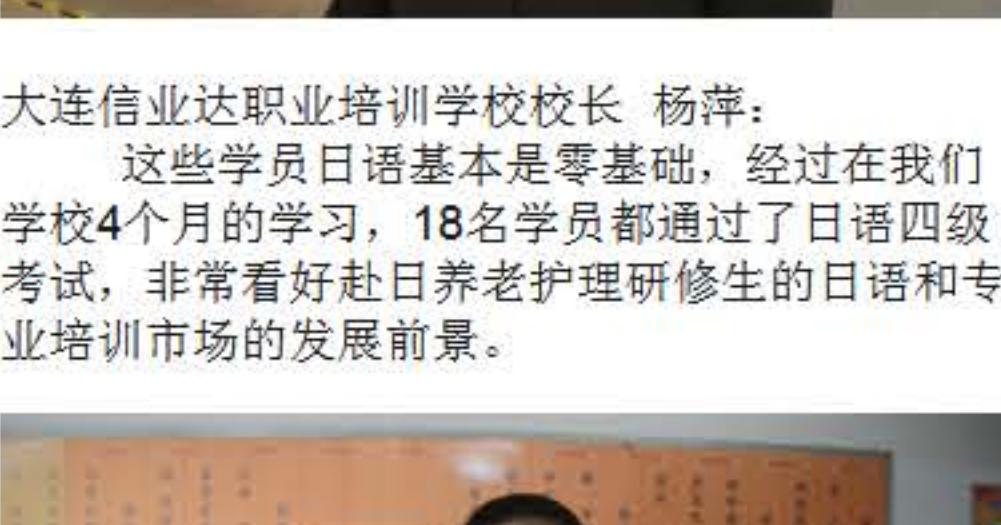 大连信业达职业培训学校校长 杨萍：
这些学员日语基本是零基础，经过在我们
学校4个月的学习，18名学员都通过了日语四级
考试，非常看好赴日养老护理研修生的日语和专
业培训市场的发展前景。